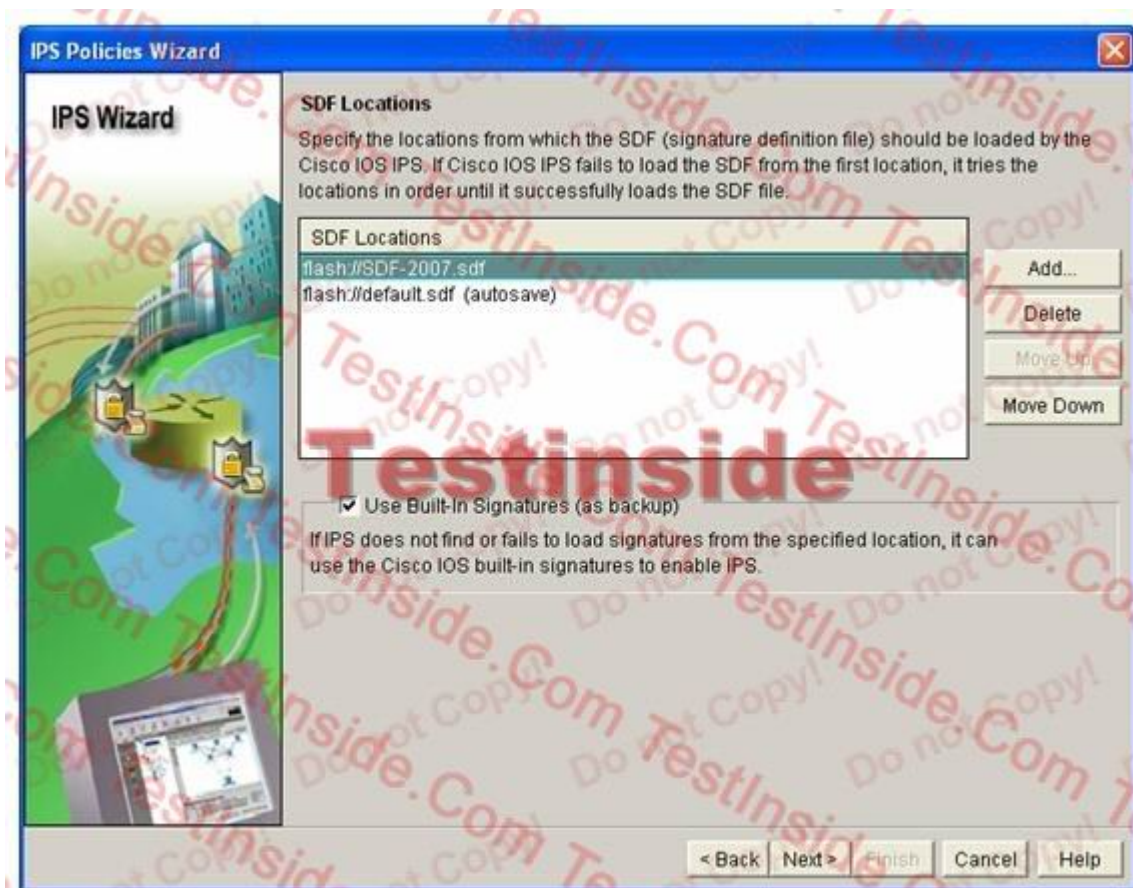 IPS Policies Wizard
IPS Wizard
SDF Locations
Specify the locations from which the SDF (signature definition file) should be loaded by the
Cisco IOS IPS. If Cisco IOS IPS fails to load the SDF from the first location, it tries the
locations in order until it successfully loads the SDF file.
SDF Locations
flash://SDF-2007.sdf
flash://default.sdf (autosave)
Add...
Delete
Move Up
Move Down
Testinside
Use Built-In Signatures (as backup)
If IPS does not find or fails to load signatures from the specified location, it can
use the Cisco IOS built-in signatures to enable IPS.
< Back
Next >
Finish
Cancel
Help
TestInside.Com
Do not Copy!